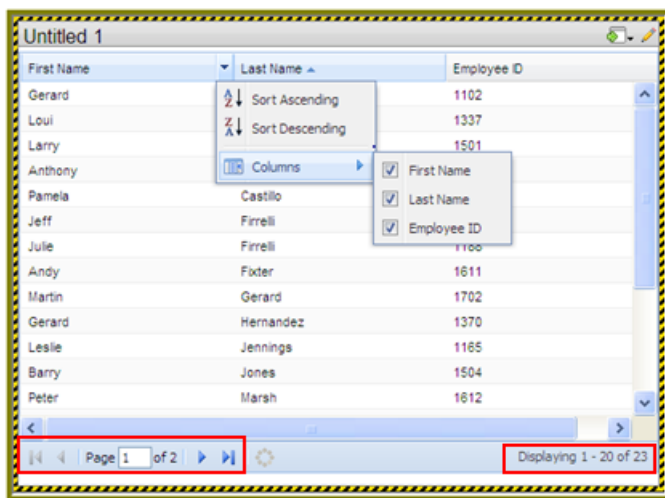 Untitled 1
First Name Last Name Employee ID
Gerard 1102
Loui 1337
Larry 1501
Anthony
Pamela Castillo
Jeff Firrelli
Julie Firrelli 1188
Andy Fixter 1611
Martin Gerard 1702
Gerard Hernandez 1370
Leslie Jennings 1165
Barry Jones 1504
Peter Marsh 1612
Sort Ascending
Sort Descending
Columns
First Name
Last Name
Employee ID
Page 1 of 2 Displaying 1 - 20 of 23